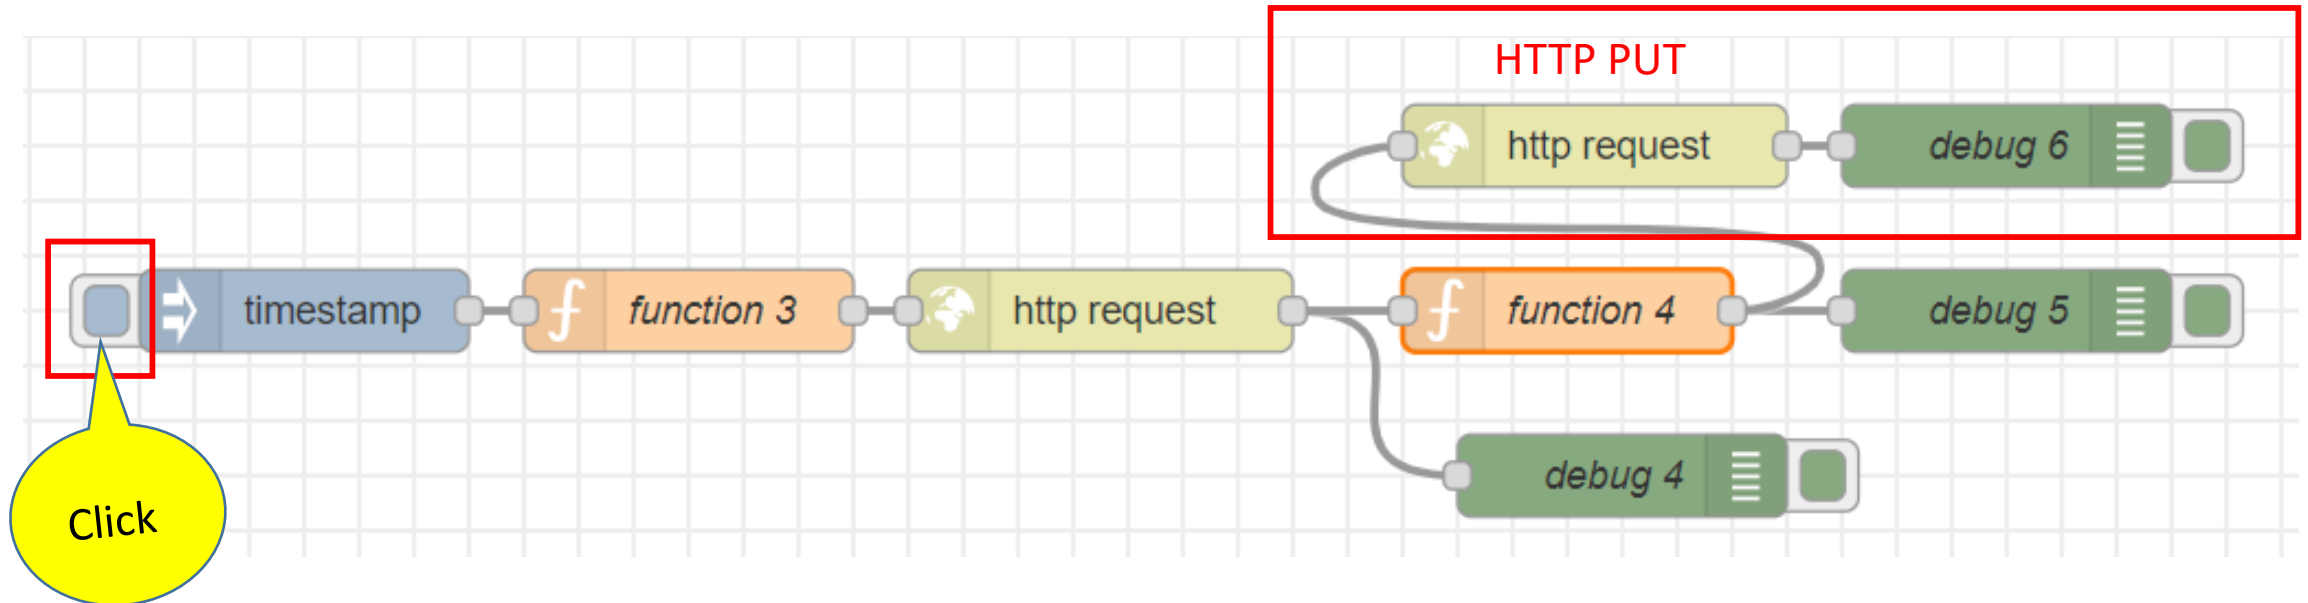 HTTP PUT
http request
debug 6
timestamp
function 3
http request
function 4
debug 5
debug 4
Click